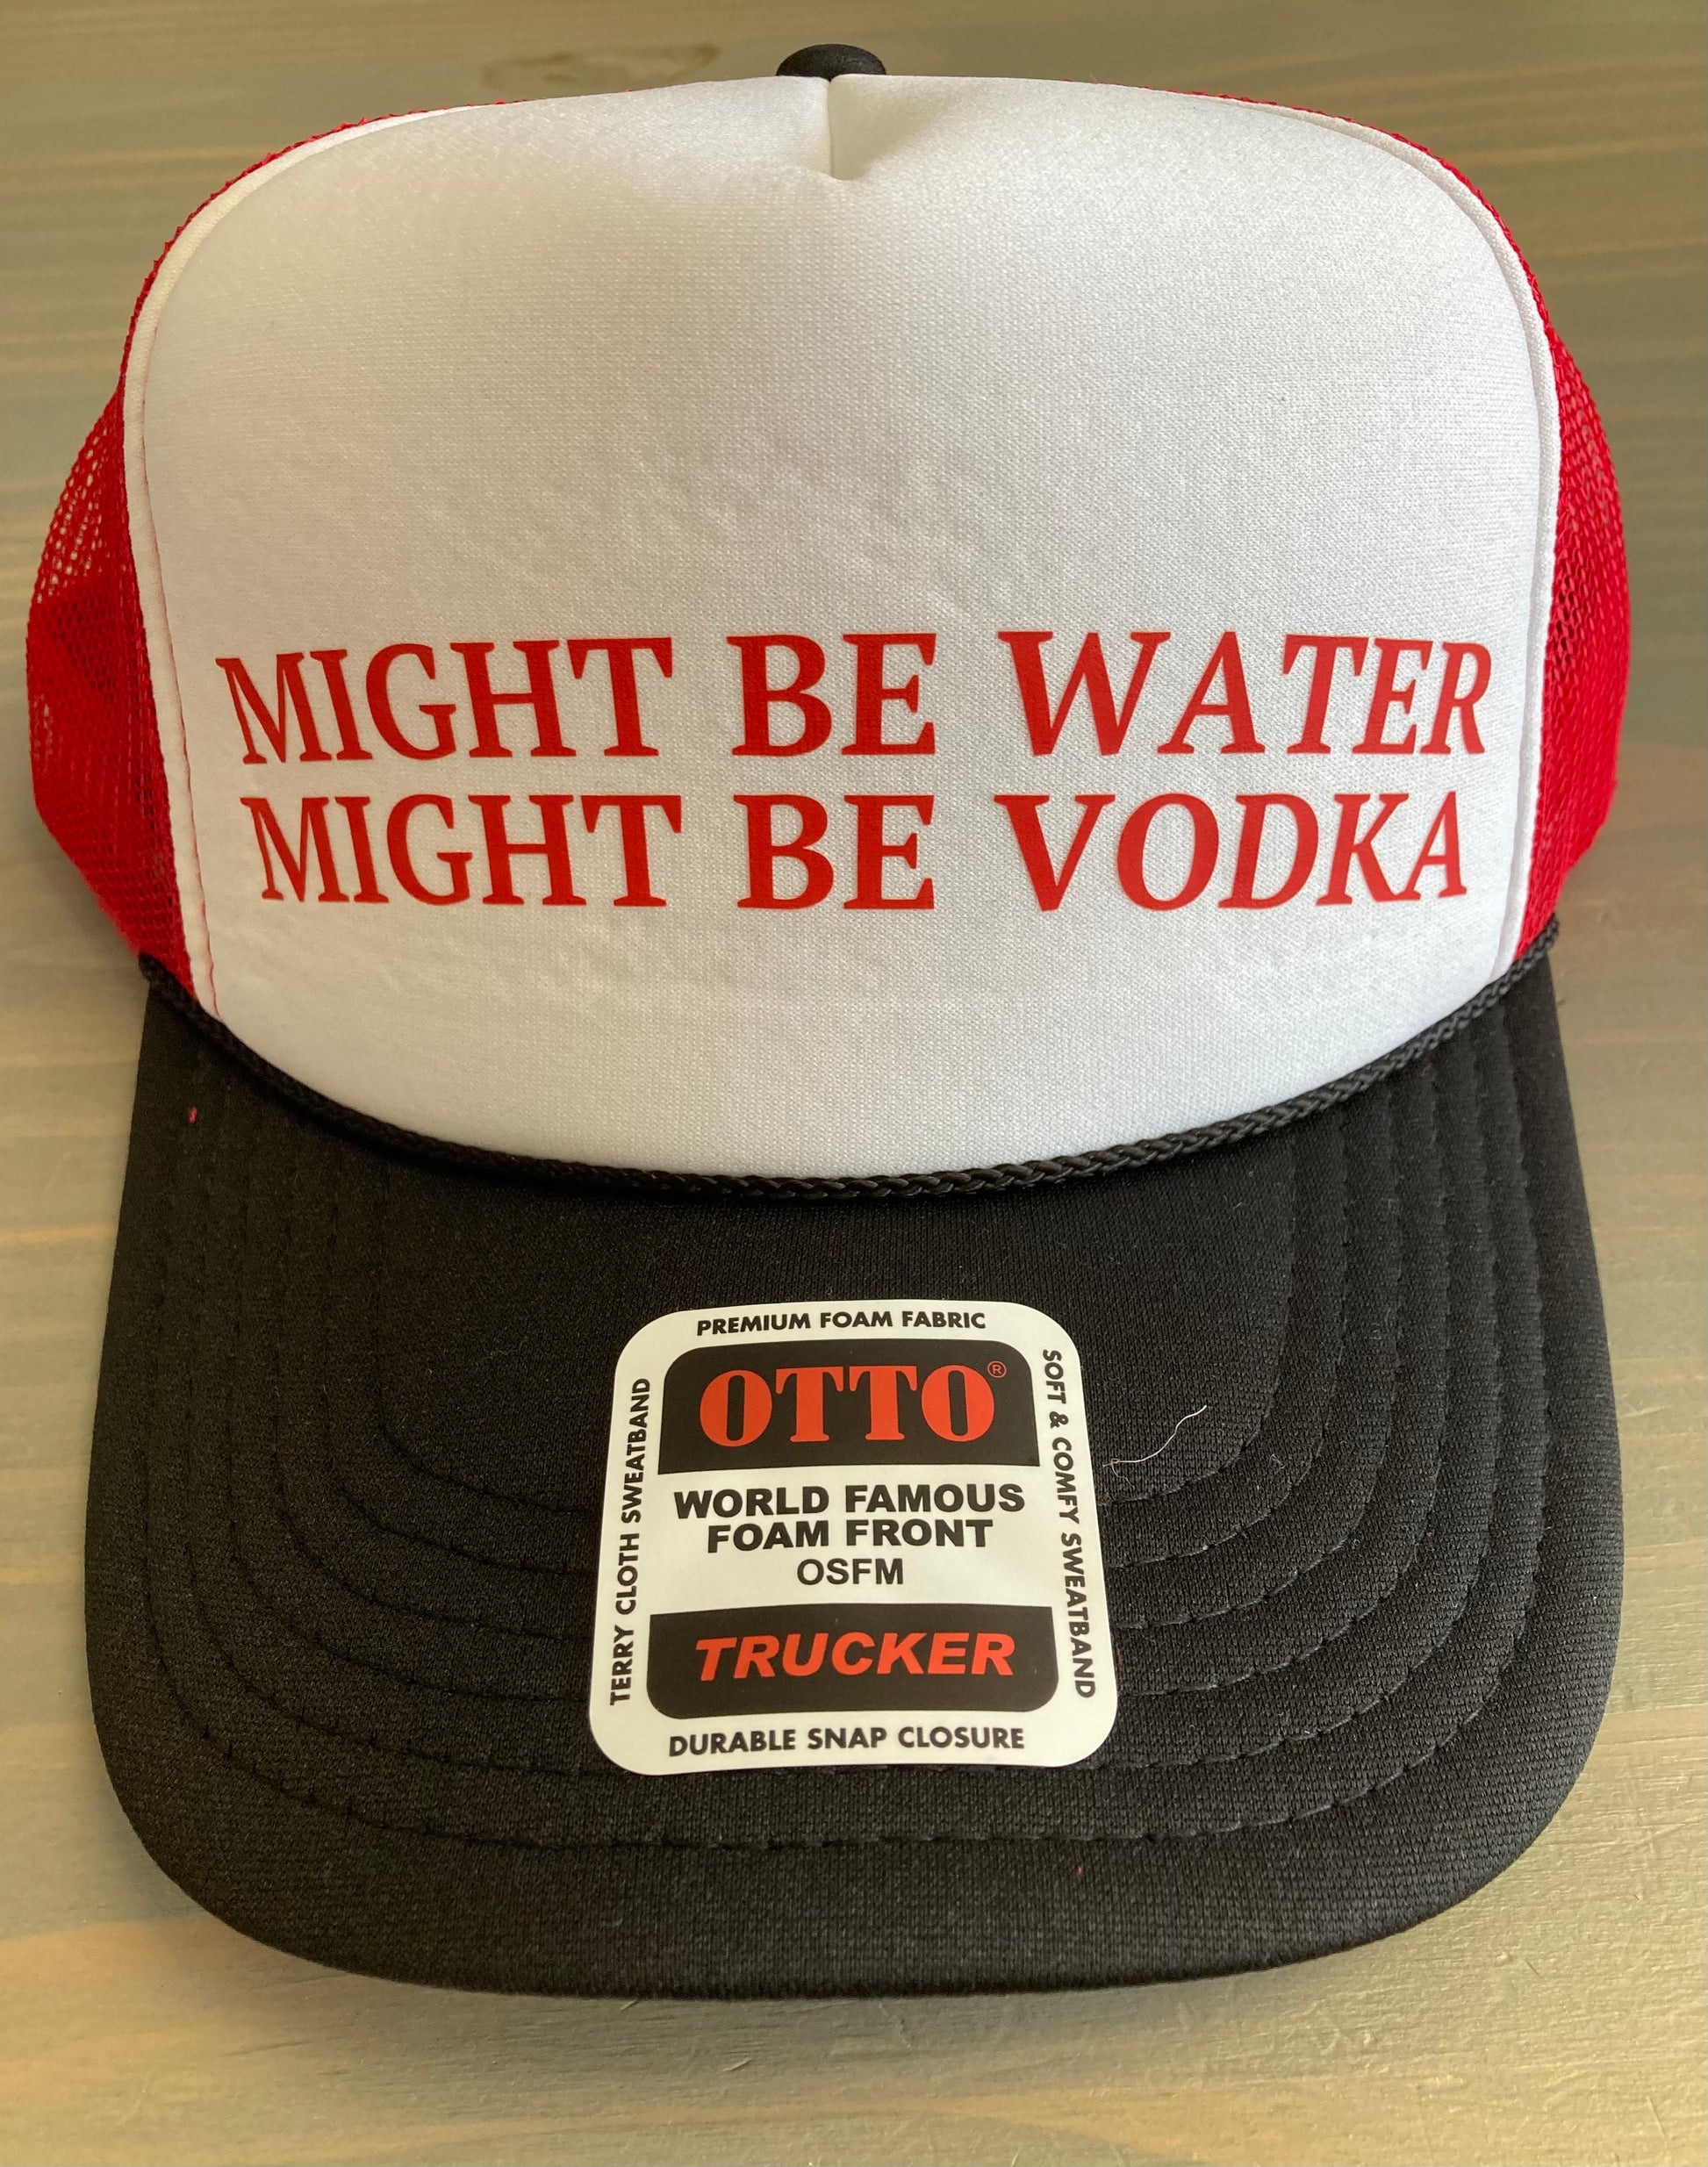 MIGHT BE WATER
MIGHT BE VODKA
PREMIUM FOAM FABRIC
OTTO®
WORLD FAMOUS
FOAM FRONT
OSFM
TRUCKER
DURABLE SNAP CLOSURE
TERRY CLOTH SWEATBAND
SOFT & COMFY SWEATBAND